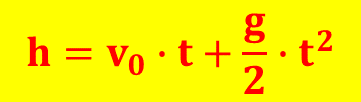 h = v₀ · t + g/2 · t²